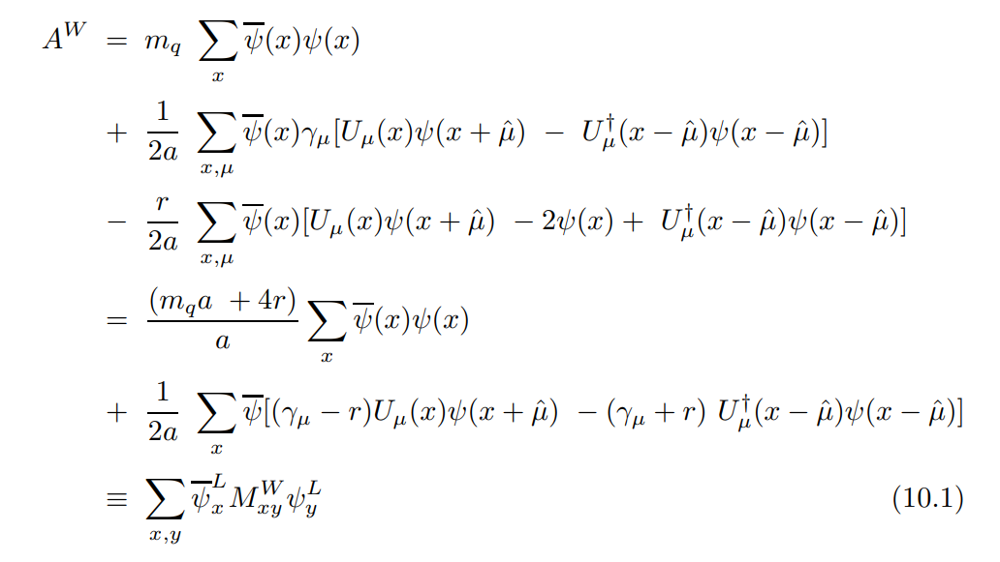 $A^W = m_q \sum_x \overline{\psi}(x)\psi(x)$
$+ \frac{1}{2a} \sum_{x,\mu} \overline{\psi}(x)\gamma_\mu[U_\mu(x)\psi(x+\hat{\mu}) - U_\mu^\dagger(x-\hat{\mu})\psi(x-\hat{\mu})]$
$- \frac{r}{2a} \sum_{x,\mu} \overline{\psi}(x)[U_\mu(x)\psi(x+\hat{\mu}) - 2\psi(x) + U_\mu^\dagger(x-\hat{\mu})\psi(x-\hat{\mu})]$
$= \frac{(m_q a + 4r)}{a} \sum_x \overline{\psi}(x)\psi(x)$
$+ \frac{1}{2a} \sum_x \overline{\psi}[(\gamma_\mu - r)U_\mu(x)\psi(x+\hat{\mu}) - (\gamma_\mu + r) U_\mu^\dagger(x-\hat{\mu})\psi(x-\hat{\mu})]$
$\equiv \sum_{x,y} \overline{\psi}_x^L M_{xy}^W \psi_y^L$ (10.1)